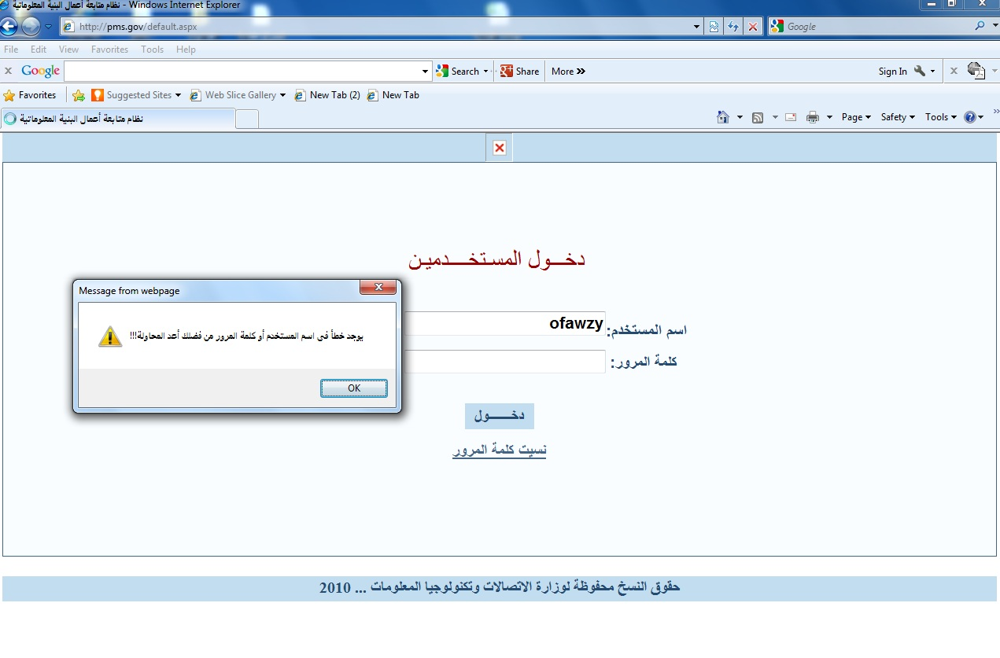 نظام متابعة أعمال البنية المعلوماتية - Windows Internet Explorer
http://pms.gov/default.aspx
Google
File Edit View Favorites Tools Help
x Google Search Share More » Sign In x
Favorites Suggested Sites Web Slice Gallery New Tab (2) New Tab
نظام متابعة أعمال البنية المعلوماتية
Page Safety Tools »
دخـــول المستخـــدمين
Message from webpage
يوجد خطأ فى اسم المستخدم أو كلمة المرور من فضلك أعد المحاولة!!!
OK
اسم المستخدم: ofawzy
كلمة المرور:
دخـــــول
نسيت كلمة المرور
حقوق النسخ محفوظة لوزارة الاتصالات وتكنولوجيا المعلومات ... 2010